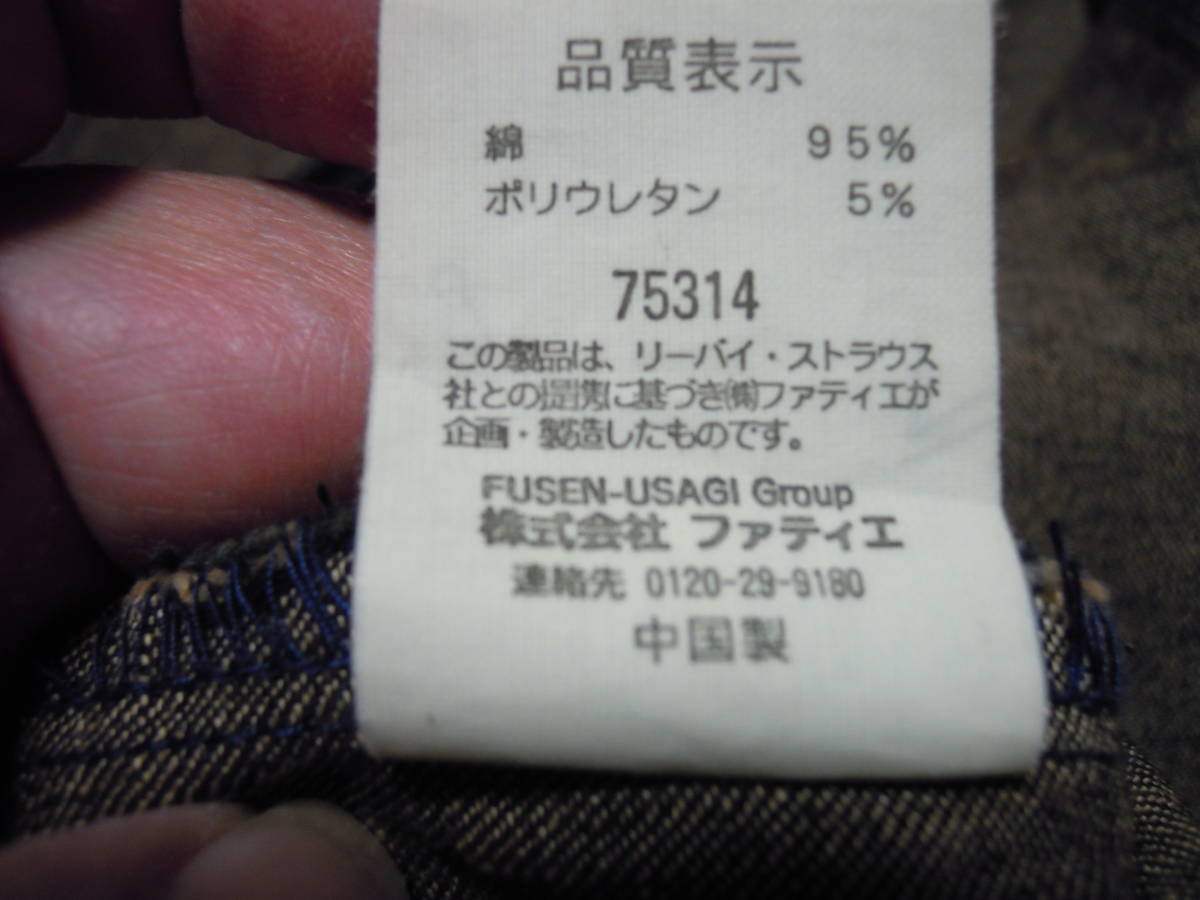 品質表示
綿 95%
ポリウレタン 5%
75314
この製品は、リーバイ・ストラウス
社との提携に基づき㈱ファティエが
企画・製造したものです。
FUSEN-USAGI Group
株式会社 ファティエ
連絡先 0120-29-9180
中国製